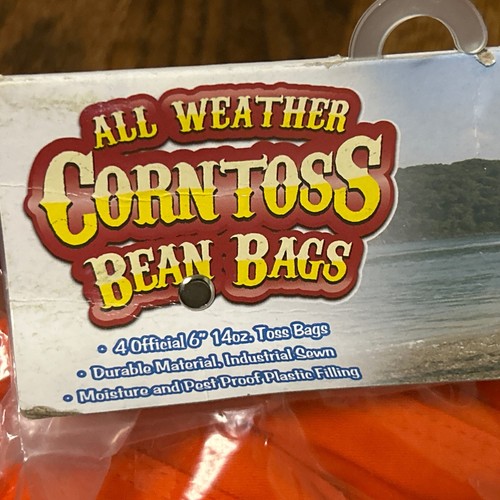 ALL WEATHER
CORNTOSS
BEAN BAGS
• 4 Official 6" 14oz. Toss Bags
• Durable Material, Industrial Sewn
• Moisture and Pest Proof Plastic Filling